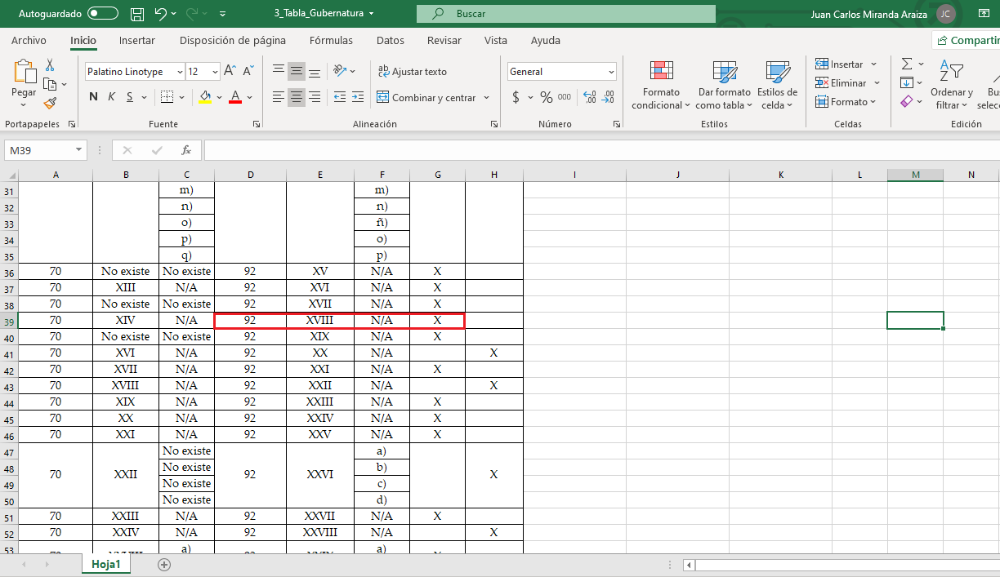 Autoguardado 3_Tabla_Gubernatura Buscar Juan Carlos Miranda Araiza JC
Archivo Inicio Insertar Disposición de página Fórmulas Datos Revisar Vista Ayuda Compartir
Pegar Palatino Linotype 12 A A Ajustar texto General Insertar
N K S A Combinar y centrar $ % 000 Formato condicional Dar formato como tabla Estilos de celda Eliminar Ordenar y filtrar
Formato
Portapapeles Fuente Alineación Número Estilos Celdas Edición
M39 fx
A B C D E F G H I J K L M N
31 m) m)
32 n) n)
33 o) ñ)
34 p) o)
35 q) p)
36 70 No existe No existe 92 XV N/A X
37 70 XIII N/A 92 XVI N/A X
38 70 No existe No existe 92 XVII N/A X
39 70 XIV N/A 92 XVIII N/A X
40 70 No existe No existe 92 XIX N/A X
41 70 XVI N/A 92 XX N/A X
42 70 XVII N/A 92 XXI N/A X
43 70 XVIII N/A 92 XXII N/A X
44 70 XIX N/A 92 XXIII N/A X
45 70 XX N/A 92 XXIV N/A X
46 70 XXI N/A 92 XXV N/A X
47 No existe a)
48 70 XXII No existe 92 XXVI b) X
49 No existe c)
50 No existe d)
51 70 XXIII N/A 92 XXVII N/A X
52 70 XXIV N/A 92 XXVIII N/A X
53 a) a)
Hoja1